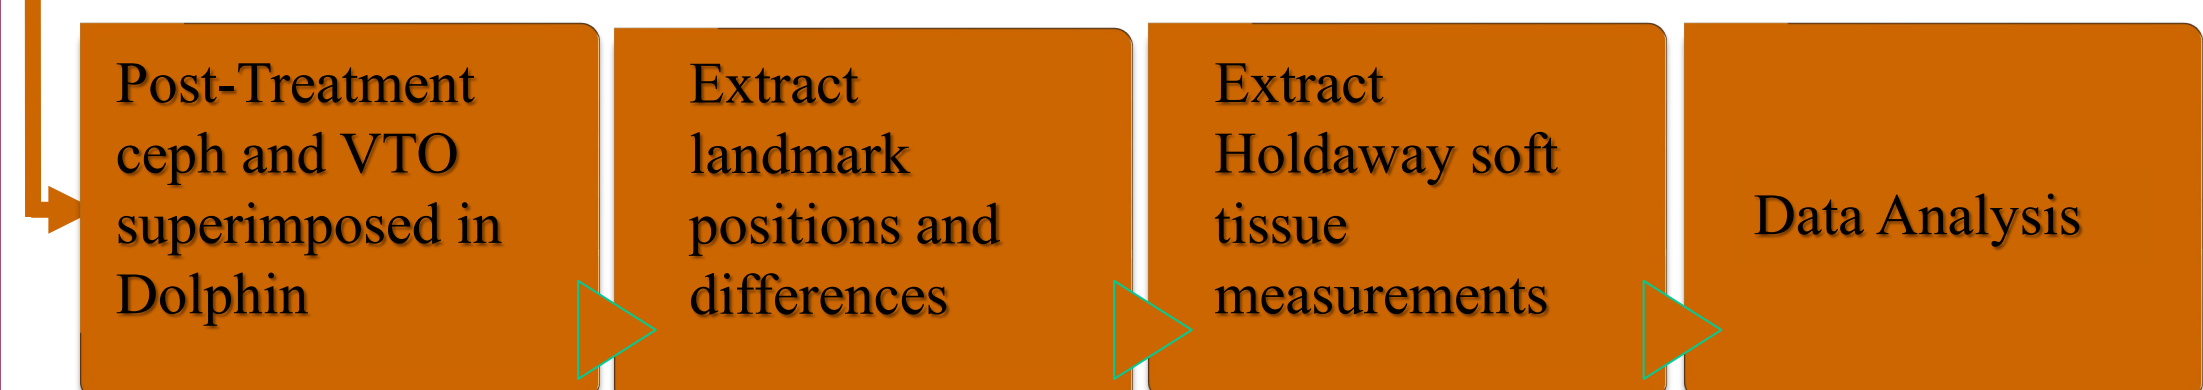 Post-Treatment
ceph and VTO
superimposed in
Dolphin
Extract
landmark
positions and
differences
Extract
Holdaway soft
tissue
measurements
Data Analysis